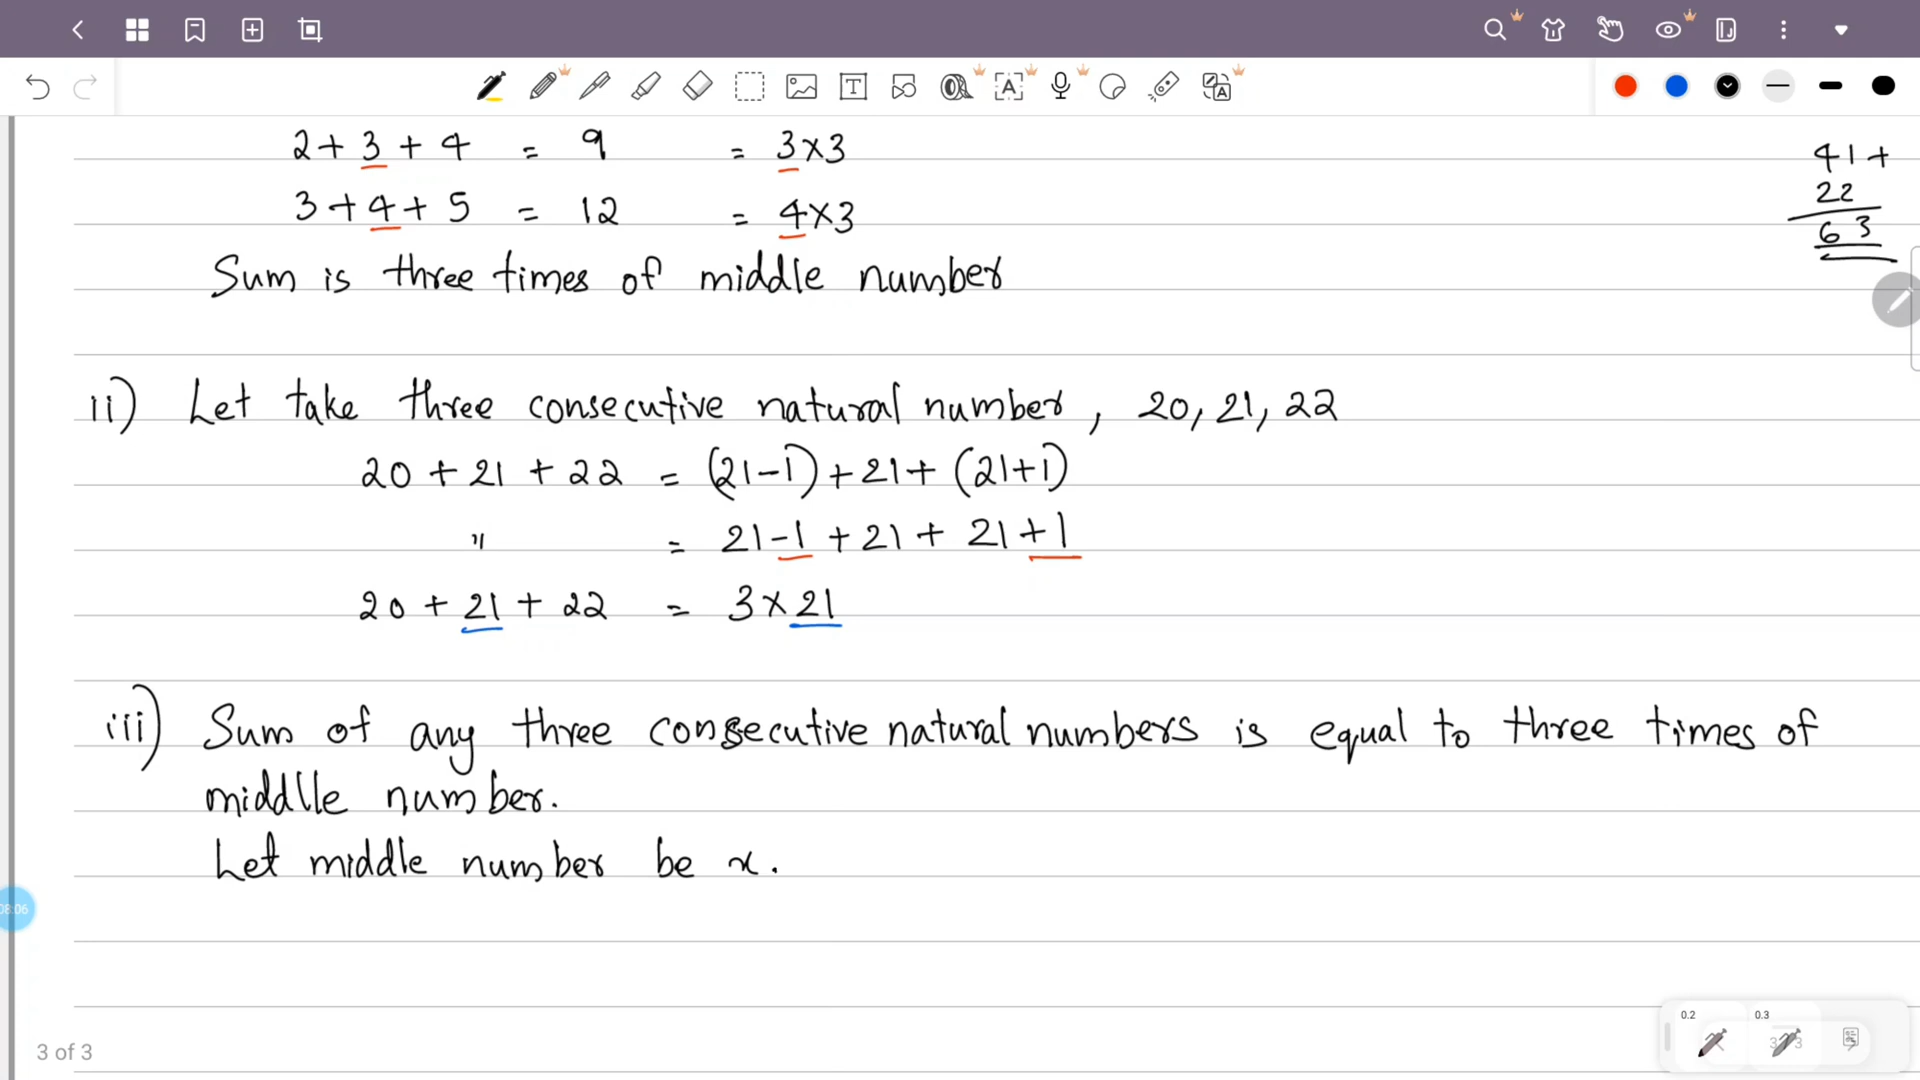 2 + 3 + 4 = 9 = 3×3
3 + 4 + 5 = 12 = 4×3
Sum is three times of middle number
41+
22
63
ii) Let take three consecutive natural number, 20, 21, 22
20 + 21 + 22 = (21-1) + 21 + (21+1)
" = 21 - 1 + 21 + 21 + 1
20 + 21 + 22 = 3 × 21
iii) Sum of any three consecutive natural numbers is equal to three times of
middlle number.
Let middle number be x.
08:06
3 of 3
0.2
0.3